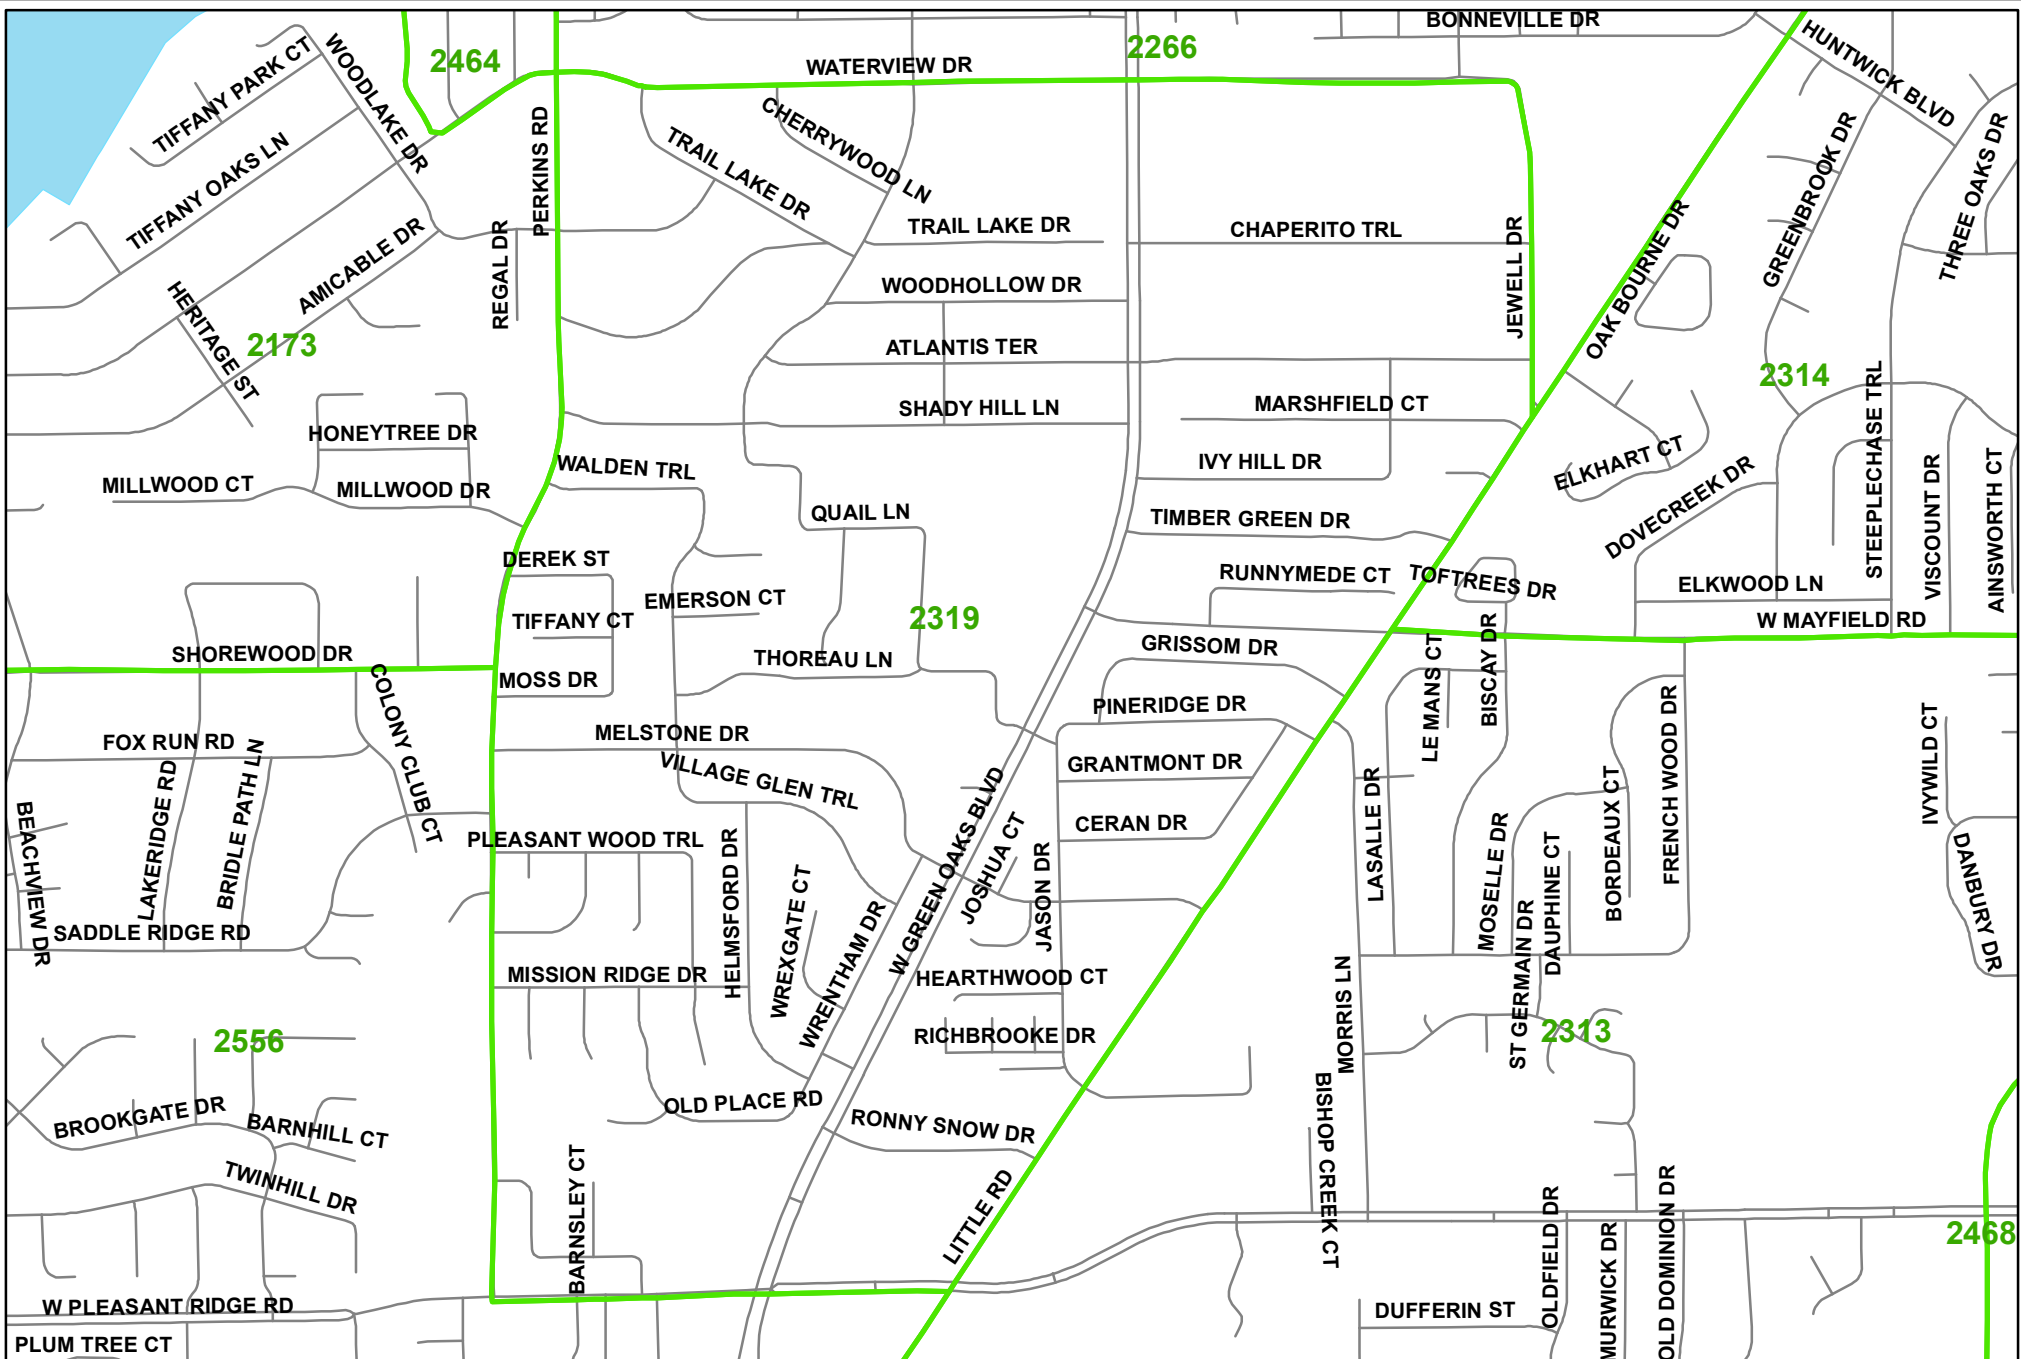 BONNEVILLE DR
HUNTWICK BLVD
2464
2266
WATERVIEW DR
TIFFANY PARK CT
WOODLAKE DR
TIFFANY OAKS LN
PERKINS RD
CHERRYWOOD LN
TRAIL LAKE DR
TRAIL LAKE DR
CHAPERITO TRL
JEWELL DR
OAK BOURNE DR
GREENBROOK DR
THREE OAKS DR
AMICABLE DR
REGAL DR
HERITAGE ST
2173
WOODHOLLOW DR
ATLANTIS TER
2314
STEEPLECHASE TRL
SHADY HILL LN
MARSHFIELD CT
HONEYTREE DR
MILLWOOD CT
MILLWOOD DR
WALDEN TRL
IVY HILL DR
ELKHART CT
DOVECREEK DR
VISCOUNT DR
AINSWORTH CT
QUAIL LN
TIMBER GREEN DR
DEREK ST
RUNNYMEDE CT
TOFTREES DR
ELKWOOD LN
EMERSON CT
TIFFANY CT
2319
W MAYFIELD RD
SHOREWOOD DR
THOREAU LN
GRISSOM DR
LE MANS CT
BISCAY DR
MOSS DR
COLONY CLUB CT
PINERIDGE DR
FRENCH WOOD DR
IVYWILD CT
FOX RUN RD
MELSTONE DR
VILLAGE GLEN TRL
GRANTMONT DR
LAKERIDGE RD
BRIDLE PATH LN
BEACHVIEW DR
PLEASANT WOOD TRL
W GREEN OAKS BLVD
JOSHUA CT
CERAN DR
LASALLE DR
MOSELLE DR
DAUPHINE CT
BORDEAUX CT
DANBURY DR
HELMSFORD DR
WREXGATE CT
WRENTHAM DR
JASON DR
SADDLE RIDGE RD
MISSION RIDGE DR
HEARTHWOOD CT
MORRIS LN
ST GERMAIN DR
2556
RICHBROOKE DR
2313
BROOKGATE DR
BARNHILL CT
OLD PLACE RD
RONNY SNOW DR
BISHOP CREEK CT
TWINHILL DR
BARNSLEY CT
LITTLE RD
OLDFIELD DR
MURWICK DR
OLD DOMINION DR
2468
W PLEASANT RIDGE RD
DUFFERIN ST
PLUM TREE CT